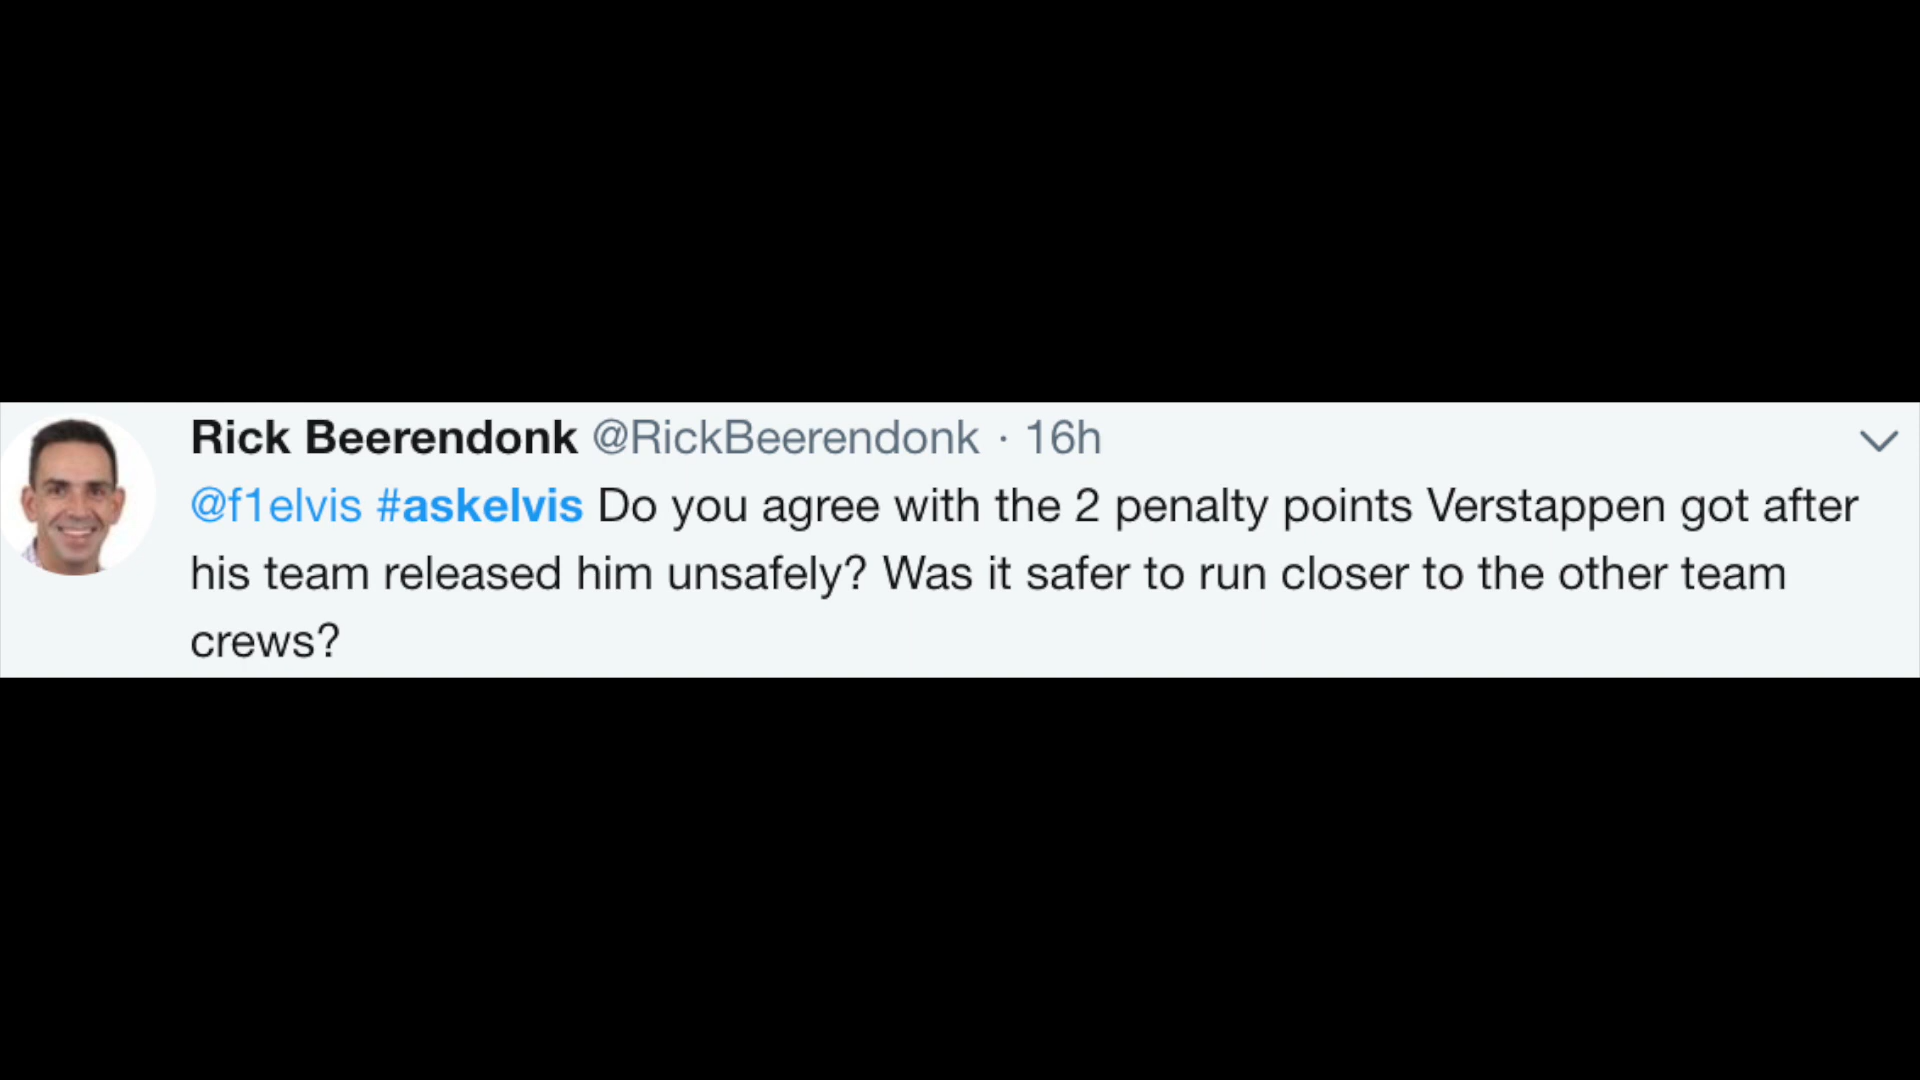 Rick Beerendonk @RickBeerendonk · 16h
@f1elvis #askelvis Do you agree with the 2 penalty points Verstappen got after
his team released him unsafely? Was it safer to run closer to the other team
crews?